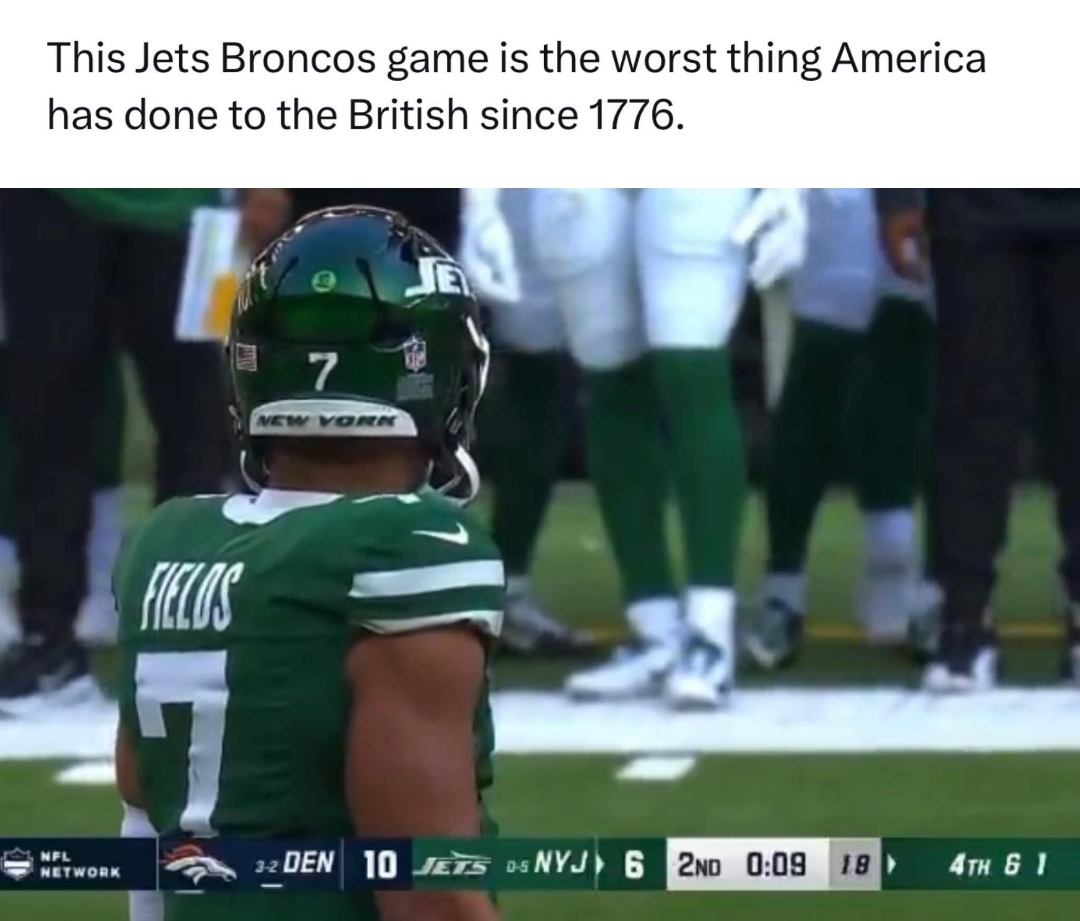 This Jets Broncos game is the worst thing America
has done to the British since 1776.
JETS
7
NEW YORK
FIELDS
7
NFL
NETWORK
3-2 DEN 10 JETS 0-5 NYJ 6 2ND 0:09 18 4TH & 1